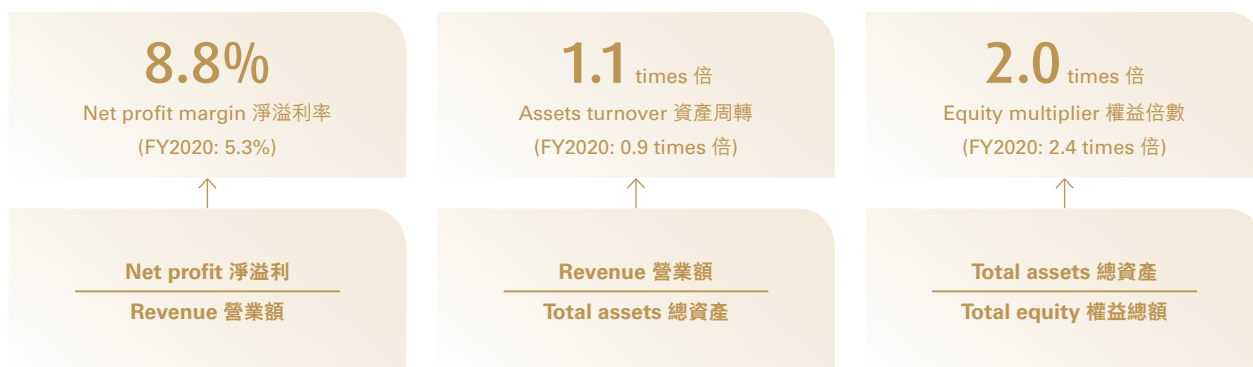 8.8%
Net profit margin 淨溢利率
(FY2020: 5.3%)
1.1 times 倍
Assets turnover 資產周轉
(FY2020: 0.9 times 倍)
2.0 times 倍
Equity multiplier 權益倍數
(FY2020: 2.4 times 倍)
Net profit 淨溢利
Revenue 營業額
Revenue 營業額
Total assets 總資產
Total assets 總資產
Total equity 權益總額